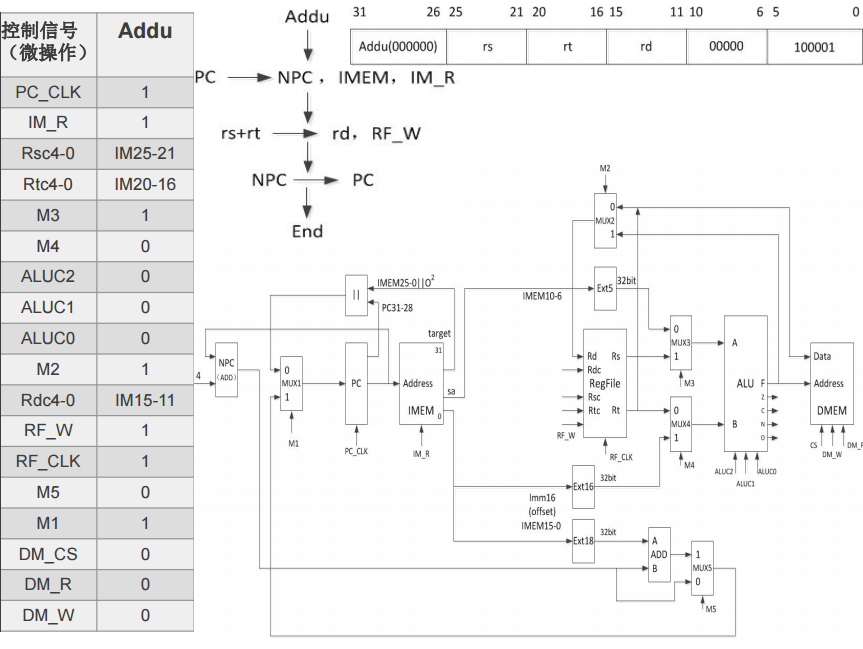 控制信号
（微操作）
Addu
PC_CLK 1
IM_R 1
Rsc4-0 IM25-21
Rtc4-0 IM20-16
M3 1
M4 0
ALUC2 0
ALUC1 0
ALUC0 0
M2 1
Rdc4-0 IM15-11
RF_W 1
RF_CLK 1
M5 0
M1 1
DM_CS 0
DM_R 0
DM_W 0
Addu
PC NPC， IMEM， IM_R
rs+rt rd， RF_W
NPC PC
End
31 26 25 21 20 16 15 11 10 6 5 0
Addu(000000) rs rt rd 00000 100001
M2
0
MUX2
1
IMEM25-0||0²
||
PC31-28
IMEM10-6
Ext5
32bit
target
NPC
（ADD）
4
0
MUX1
1
M1
PC
PC_CLK
31
Address
sa
IMEM
0
IM_R
Rd Rs
Rdc
RegFile
Rsc
Rtc Rt
RF_W
RF_CLK
0
MUX3
1
M3
0
MUX4
1
M4
A
ALU F
Z
C
B N
O
ALUC2 ALUC0
ALUC1
Data
Address
DMEM
CS
DM_W
Ext16
32bit
Imm16
(offset)
IMEM15-0
Ext18
32bit
A
ADD
B
1
MUX5
0
M5